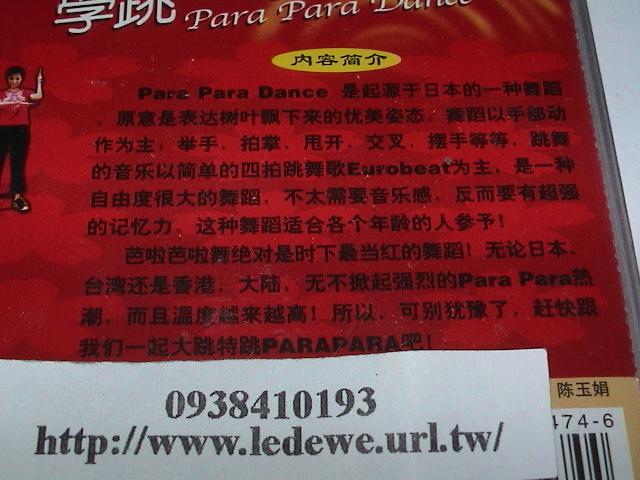 學跳 Para Para Dance
内容简介
Para Para Dance 是起源于日本的一种舞蹈
。原意是表达树叶飘下来的优美姿态。舞蹈以手部动
作为主：举手、拍掌、甩开、交叉、摆手等等，跳舞
的音乐以简单的四拍跳舞歌Eurobeat为主，是一种
自由度很大的舞蹈，不太需要音乐感，反而要有超强
的记忆力。这种舞蹈适合各个年龄的人参予！
芭啦芭啦舞绝对是时下最当红的舞蹈！无论日本、
台湾还是香港、大陆，无不掀起强烈的Para Para热
潮，而且温度越来越高！所以，可别犹豫了，赶快跟
我们一起大跳特跳PARAPARA吧！
陈玉娟
474-6
0938410193
http://www.ledewe.url.tw/